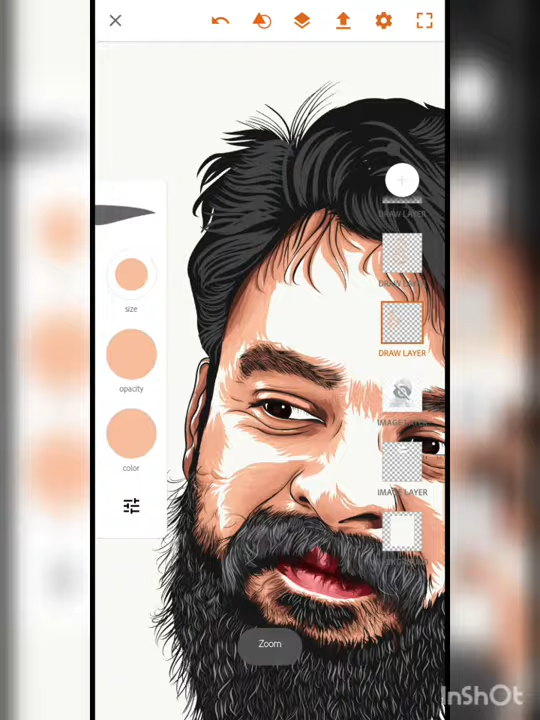 DRAW LAYER
DRAW LAYER
size
DRAW LAYER
opacity
IMAGE LAYER
color
IMAGE LAYER
Zoom
InShOt